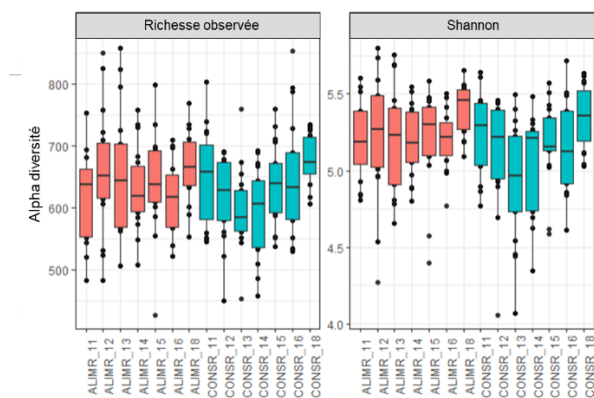 Richesse observée
Shannon
Alpha diversité
800
700
600
500
5.5
5.0
4.5
4.0
ALIMR_11
ALIMR_12
ALIMR_13
ALIMR_14
ALIMR_15
ALIMR_16
ALIMR_18
CONSR_11
CONSR_12
CONSR_13
CONSR_14
CONSR_15
CONSR_16
CONSR_18
ALIMR_11
ALIMR_12
ALIMR_13
ALIMR_14
ALIMR_15
ALIMR_16
ALIMR_18
CONSR_11
CONSR_12
CONSR_13
CONSR_14
CONSR_15
CONSR_16
CONSR_18